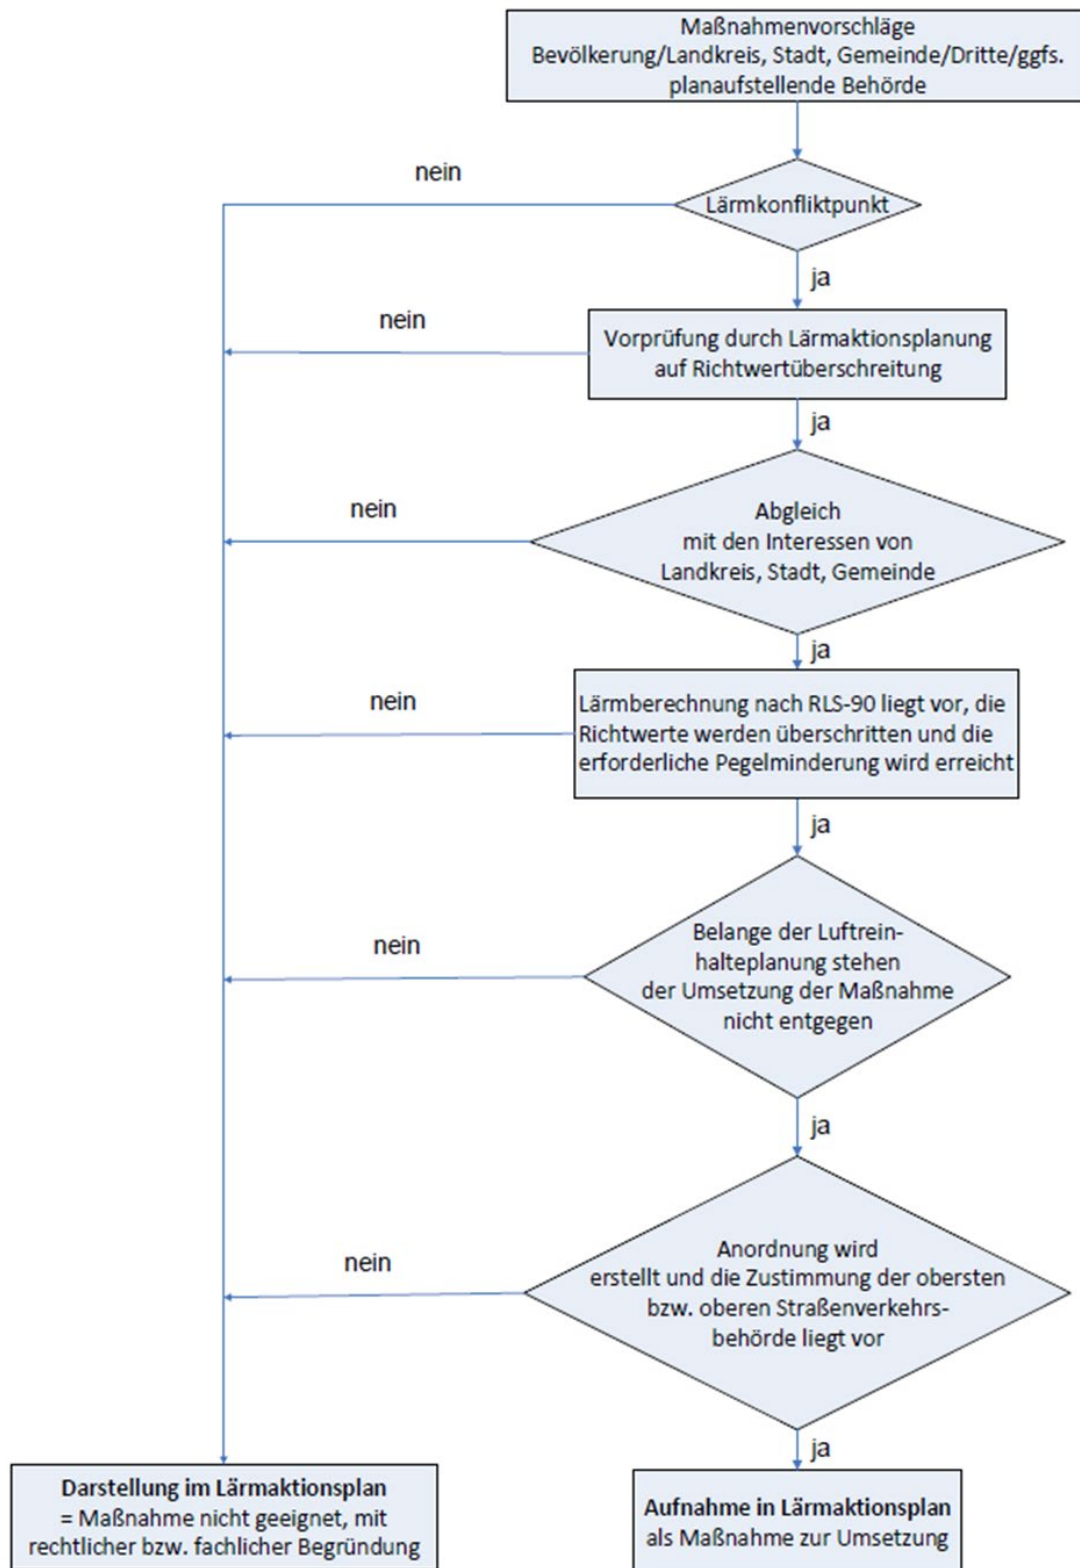 Maßnahmenvorschläge
Bevölkerung/Landkreis, Stadt, Gemeinde/Dritte/ggfs.
planaufstellende Behörde
nein
Lärmkonfliktpunkt
ja
nein
Vorprüfung durch Lärmaktionsplanung
auf Richtwertüberschreitung
ja
nein
Abgleich
mit den Interessen von
Landkreis, Stadt, Gemeinde
ja
nein
Lärmberechnung nach RLS-90 liegt vor, die
Richtwerte werden überschritten und die
erforderliche Pegelminderung wird erreicht
ja
nein
Belange der Luftrein-
halteplanung stehen
der Umsetzung der Maßnahme
nicht entgegen
ja
nein
Anordnung wird
erstellt und die Zustimmung der obersten
bzw. oberen Straßenverkehrs-
behörde liegt vor
ja
Darstellung im Lärmaktionsplan
= Maßnahme nicht geeignet, mit
rechtlicher bzw. fachlicher Begründung
Aufnahme in Lärmaktionsplan
als Maßnahme zur Umsetzung